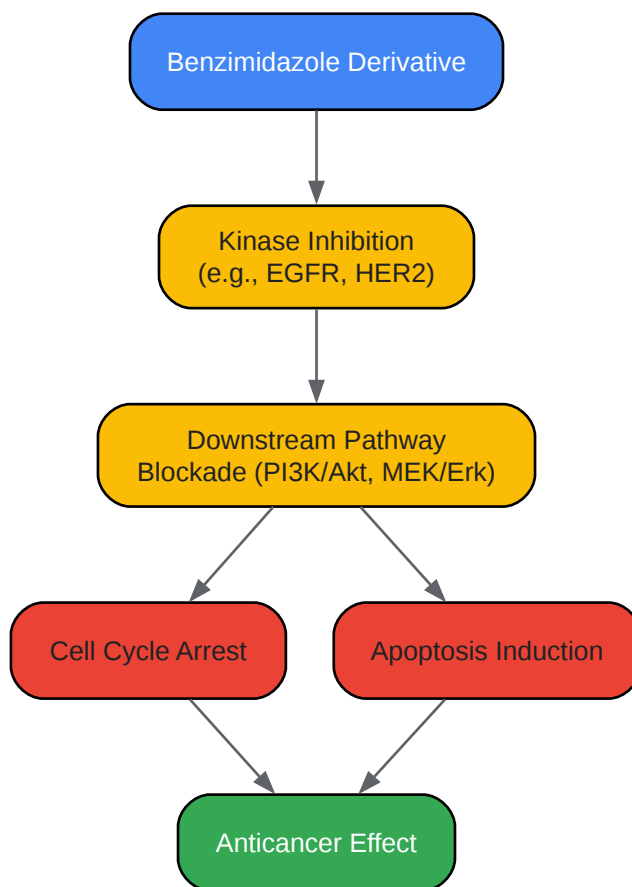 Benzimidazole Derivative
Kinase Inhibition
(e.g., EGFR, HER2)
Downstream Pathway
Blockade (PI3K/Akt, MEK/Erk)
Cell Cycle Arrest
Apoptosis Induction
Anticancer Effect